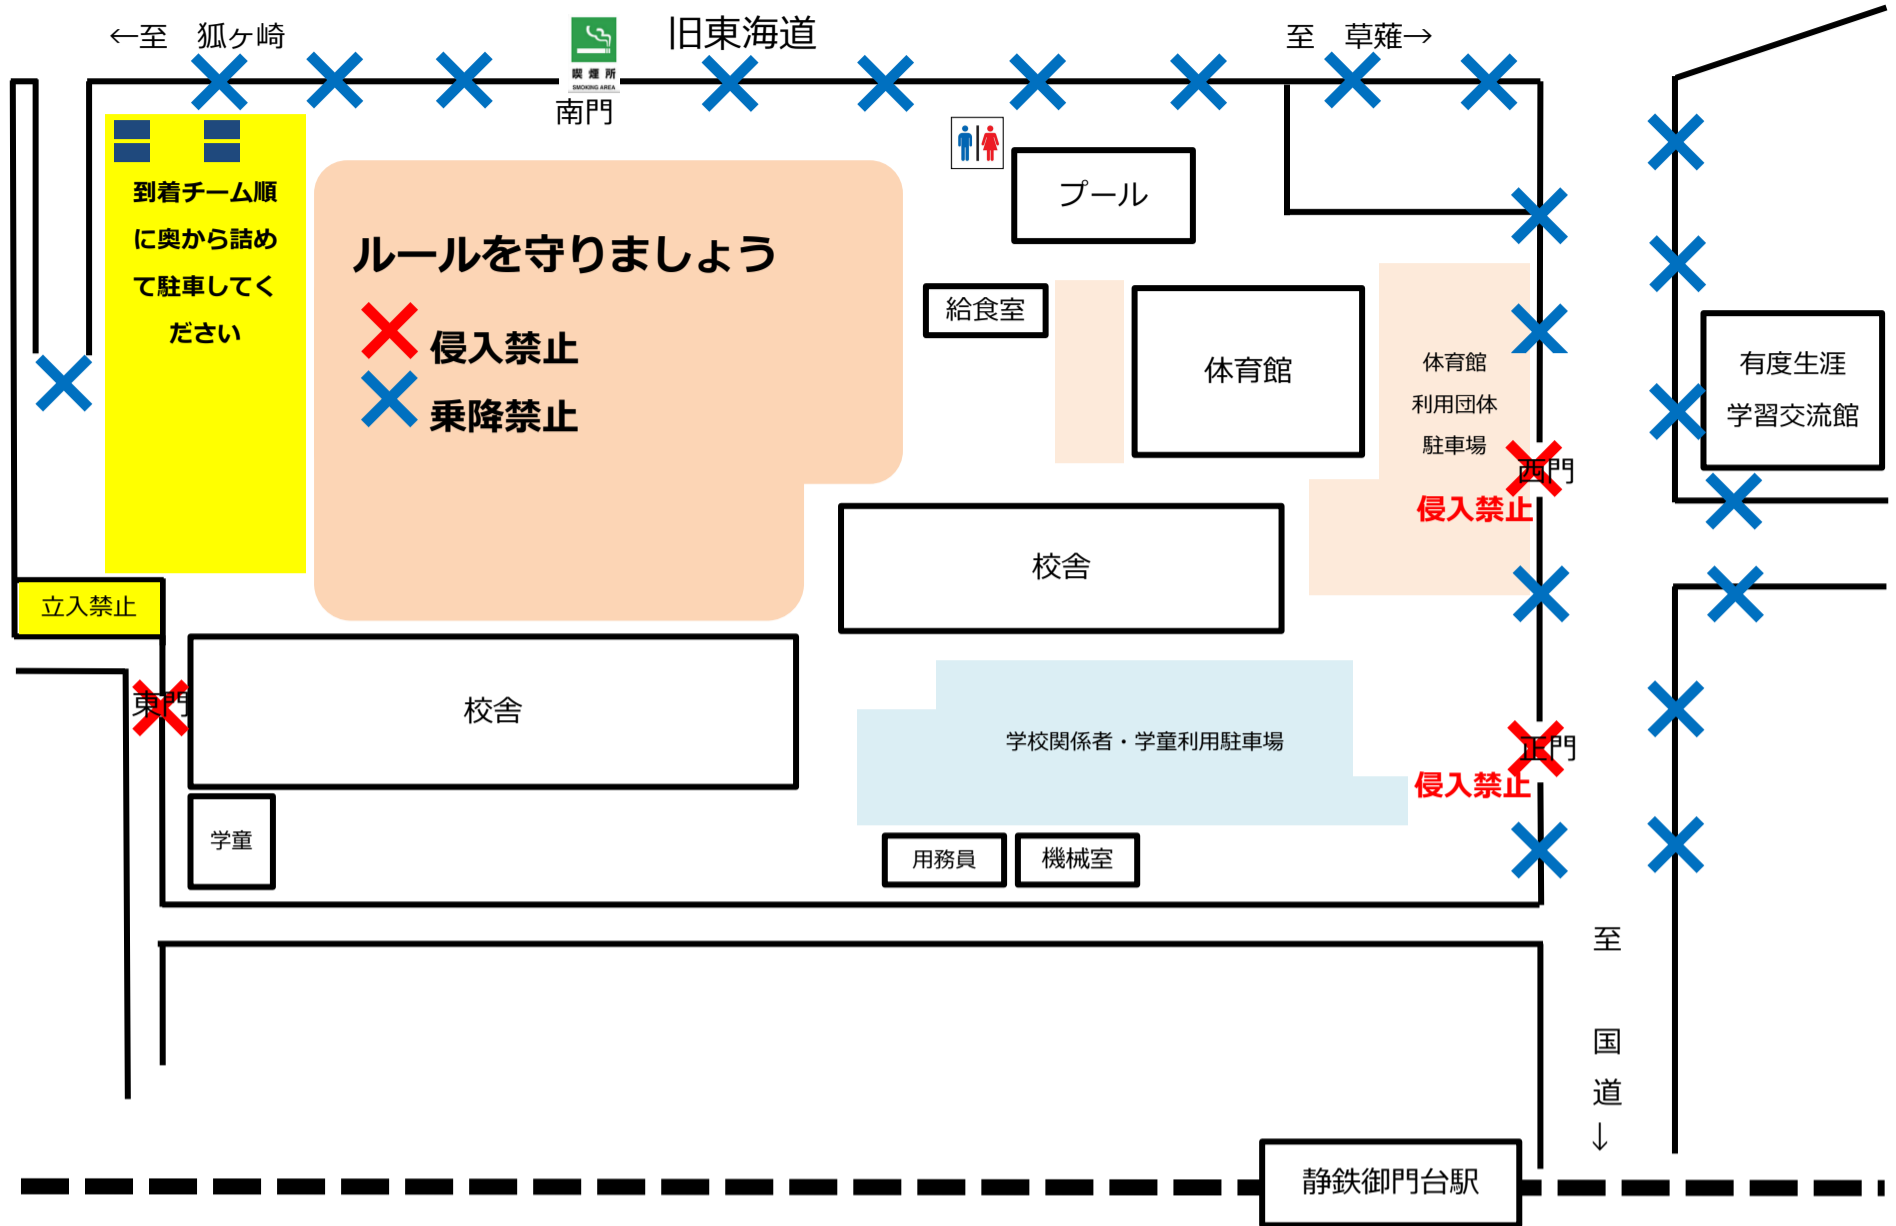 ←至　狐ヶ崎
旧東海道
至　草薙→
喫煙所
SMOKING AREA
南門
到着チーム順
に奥から詰め
て駐車してく
ださい
ルールを守りましょう
侵入禁止
乗降禁止
プール
給食室
体育館
体育館
利用団体
駐車場
西門
侵入禁止
有度生涯
学習交流館
校舎
立入禁止
東門
校舎
学校関係者・学童利用駐車場
正門
侵入禁止
学童
用務員
機械室
至
国
道
↓
静鉄御門台駅